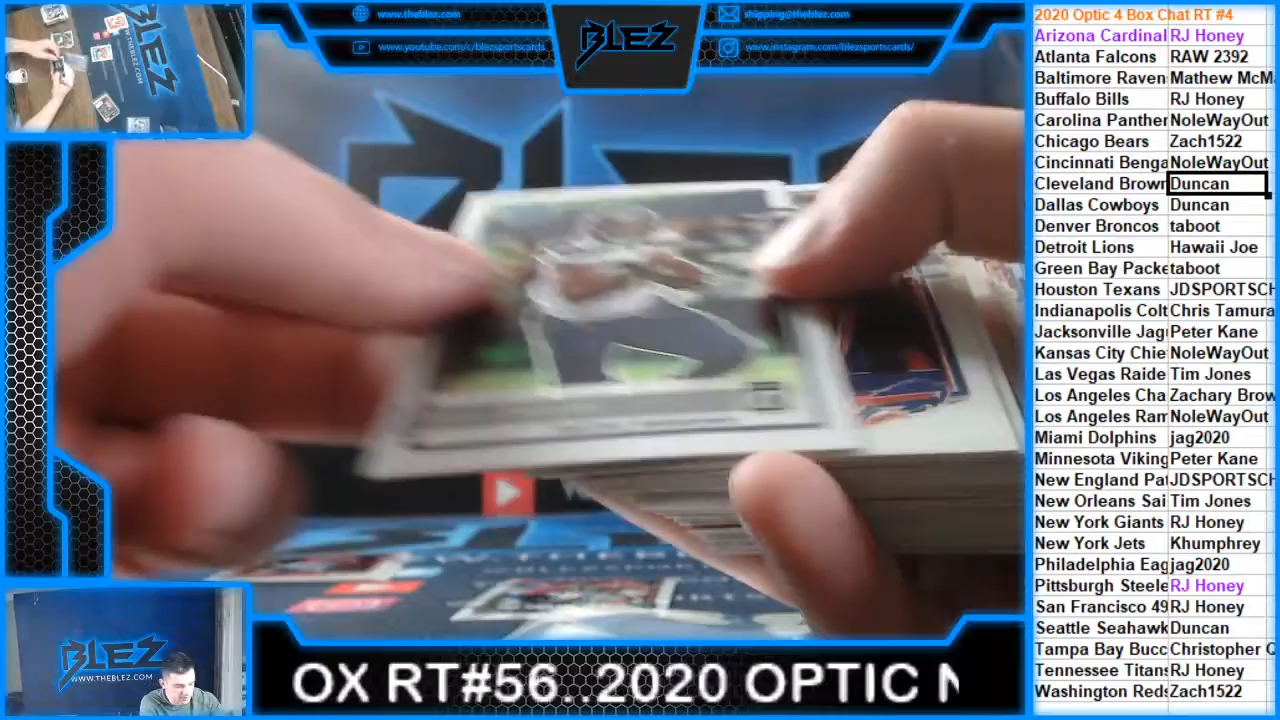 www.theblez.com
shipping@theblez.com
www.youtube.com/c/blezsportscards
www.instagram.com/blezsportscards/
BLEZ
BLEZ
WWW.THEBLEZ.COM
BLEZ
WWW.THEBLEZ.COM
OX RT#56..2020 OPTIC N
2020 Optic 4 Box Chat RT #4
Arizona Cardinal RJ Honey
Atlanta Falcons RAW 2392
Baltimore Raven Mathew McM
Buffalo Bills RJ Honey
Carolina Panther NoleWayOut
Chicago Bears Zach1522
Cincinnati Benga NoleWayOut
Cleveland Brown Duncan
Dallas Cowboys Duncan
Denver Broncos taboot
Detroit Lions Hawaii Joe
Green Bay Packe taboot
Houston Texans JDSPORTSCH
Indianapolis Colt Chris Tamura
Jacksonville Jag Peter Kane
Kansas City Chie NoleWayOut
Las Vegas Raide Tim Jones
Los Angeles Cha Zachary Brow
Los Angeles Ram NoleWayOut
Miami Dolphins jag2020
Minnesota Viking Peter Kane
New England Pat JDSPORTSCH
New Orleans Sai Tim Jones
New York Giants RJ Honey
New York Jets Khumphrey
Philadelphia Eag jag2020
Pittsburgh Steele RJ Honey
San Francisco 49 RJ Honey
Seattle Seahawk Duncan
Tampa Bay Bucc Christopher Q
Tennessee Titans RJ Honey
Washington Reds Zach1522